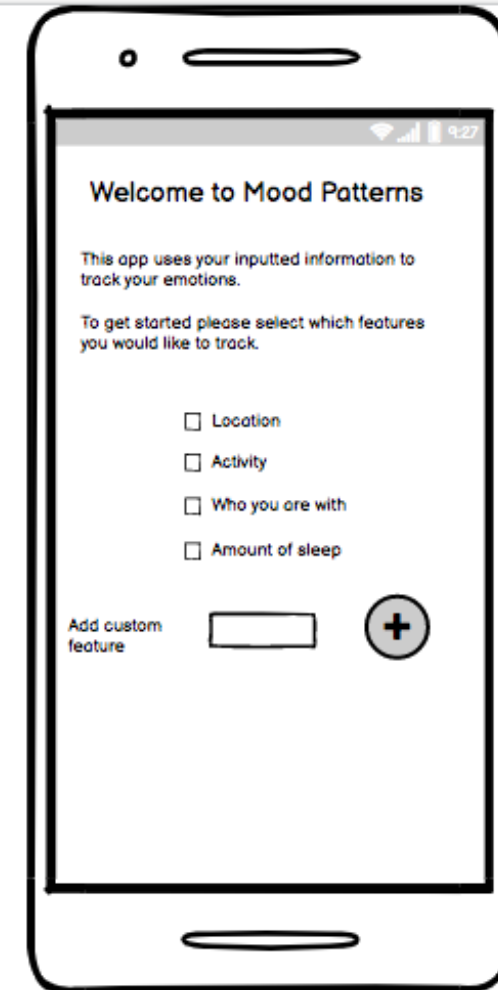 9:27
Welcome to Mood Patterns
This app uses your inputted information to
track your emotions.
To get started please select which features
you would like to track.
Location
Activity
Who you are with
Amount of sleep
Add custom
feature
+